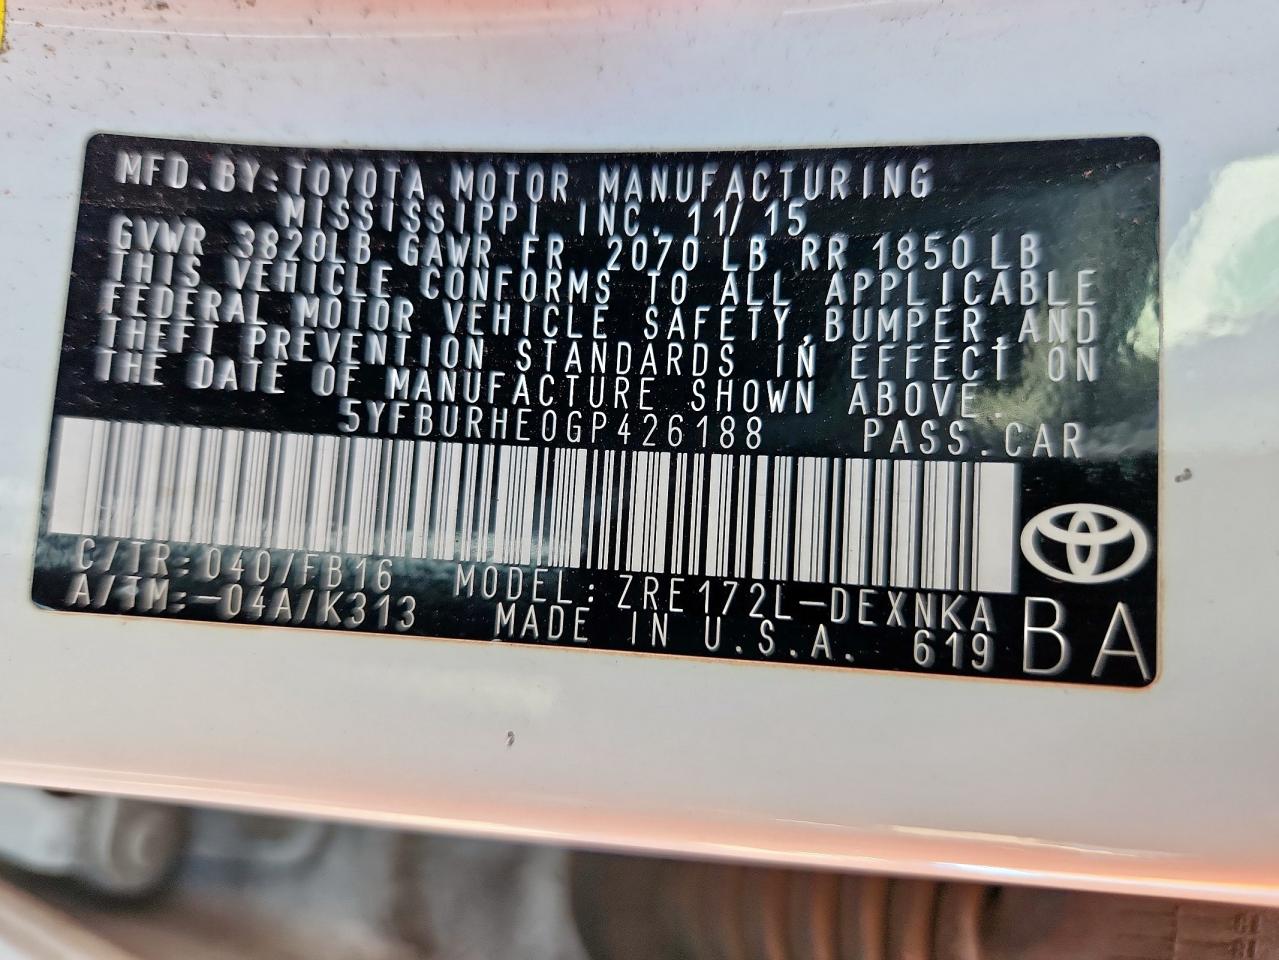 MFD.BY:TOYOTA MOTOR MANUFACTURING
MISSISSIPPI INC. 11/15
GVWR 3820LB GAWR FR 2070 LB RR 1850LB
THIS VEHICLE CONFORMS TO ALL APPLICABLE
FEDERAL MOTOR VEHICLE SAFETY,BUMPER,AND
THEFT PREVENTION STANDARDS IN EFFECT ON
THE DATE OF MANUFACTURE SHOWN ABOVE.
5YFBURHE0GP426188 PASS.CAR
C/TR:040/FB16 MODEL: ZRE172L-DEXNKA
A/TM:-04A/K313 MADE IN U.S.A. 619 BA